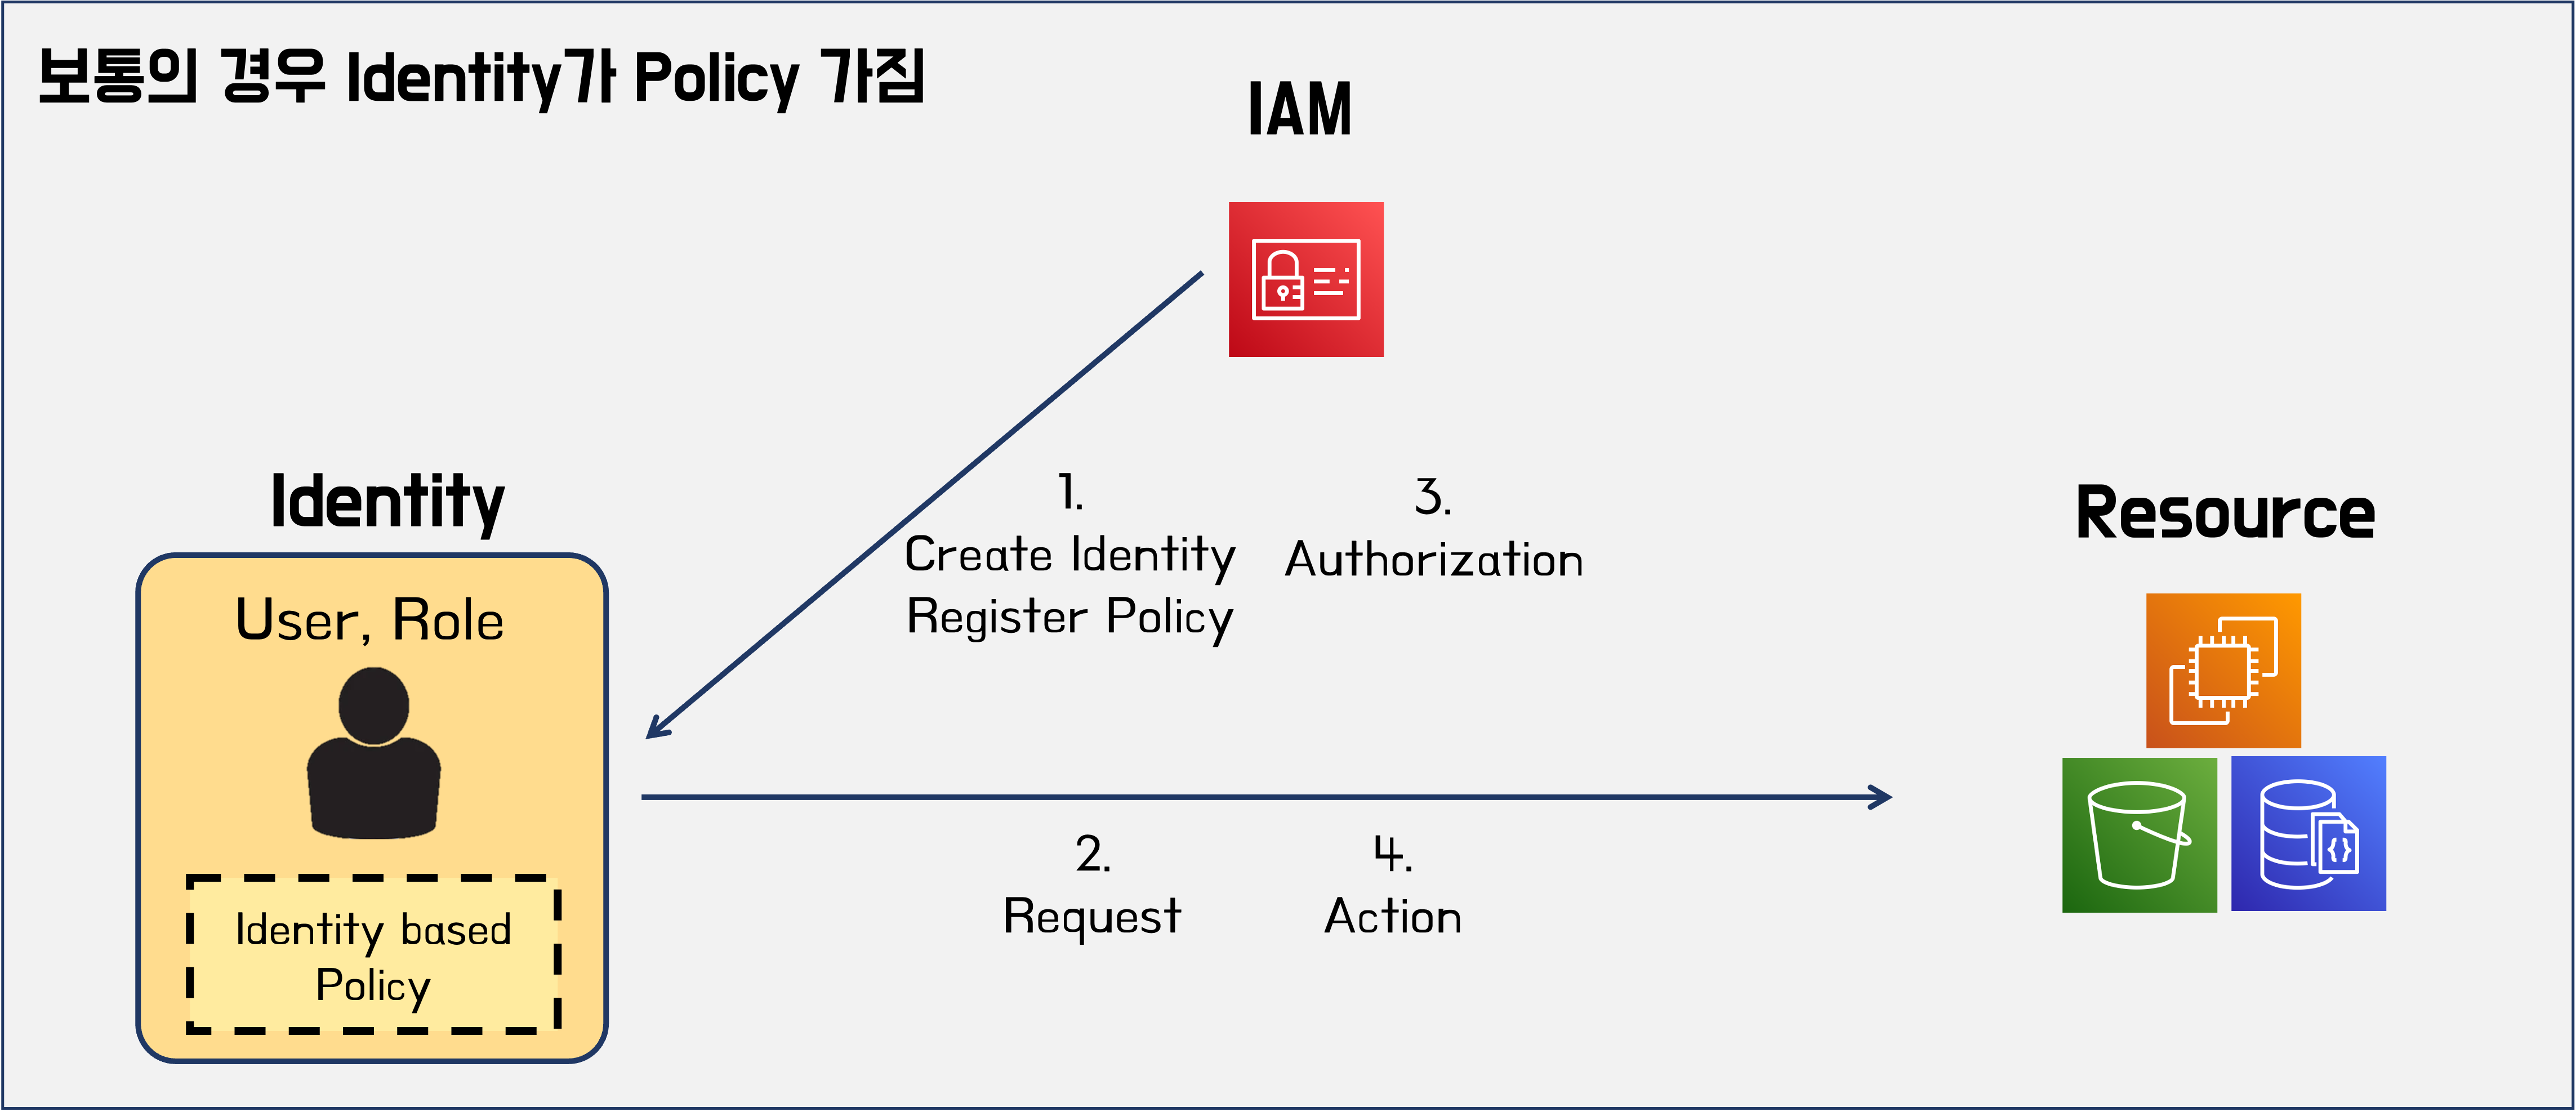 보통의 경우 Identity가 Policy 가짐
IAM
Identity
User, Role
Identity based
Policy
1.
Create Identity
Register Policy
3.
Authorization
2.
Request
4.
Action
Resource
{}